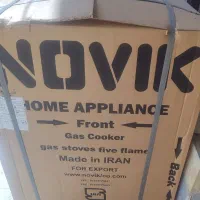 NOVIK
HOME APPLIANCE
Front
Gas Cooker
gas stoves five flame
Made in IRAN
FOR EXPORT
Back